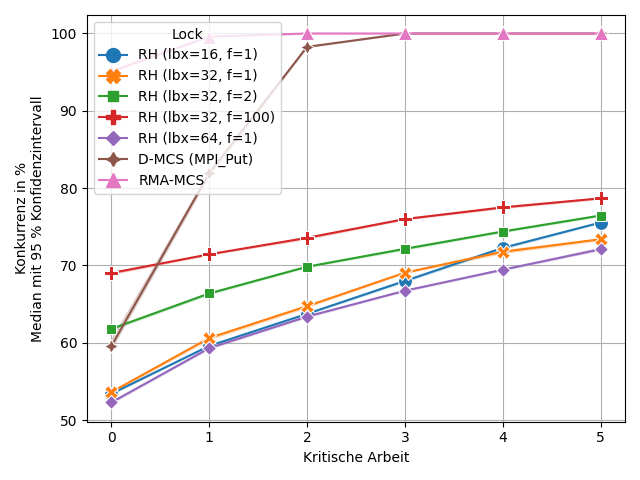 Lock
RH (lbx=16, f=1)
RH (lbx=32, f=1)
RH (lbx=32, f=2)
RH (lbx=32, f=100)
RH (lbx=64, f=1)
D-MCS (MPI_Put)
RMA-MCS
Konkurrenz in %
Median mit 95 % Konfidenzintervall
100
90
80
70
60
50
0 1 2 3 4 5
Kritische Arbeit